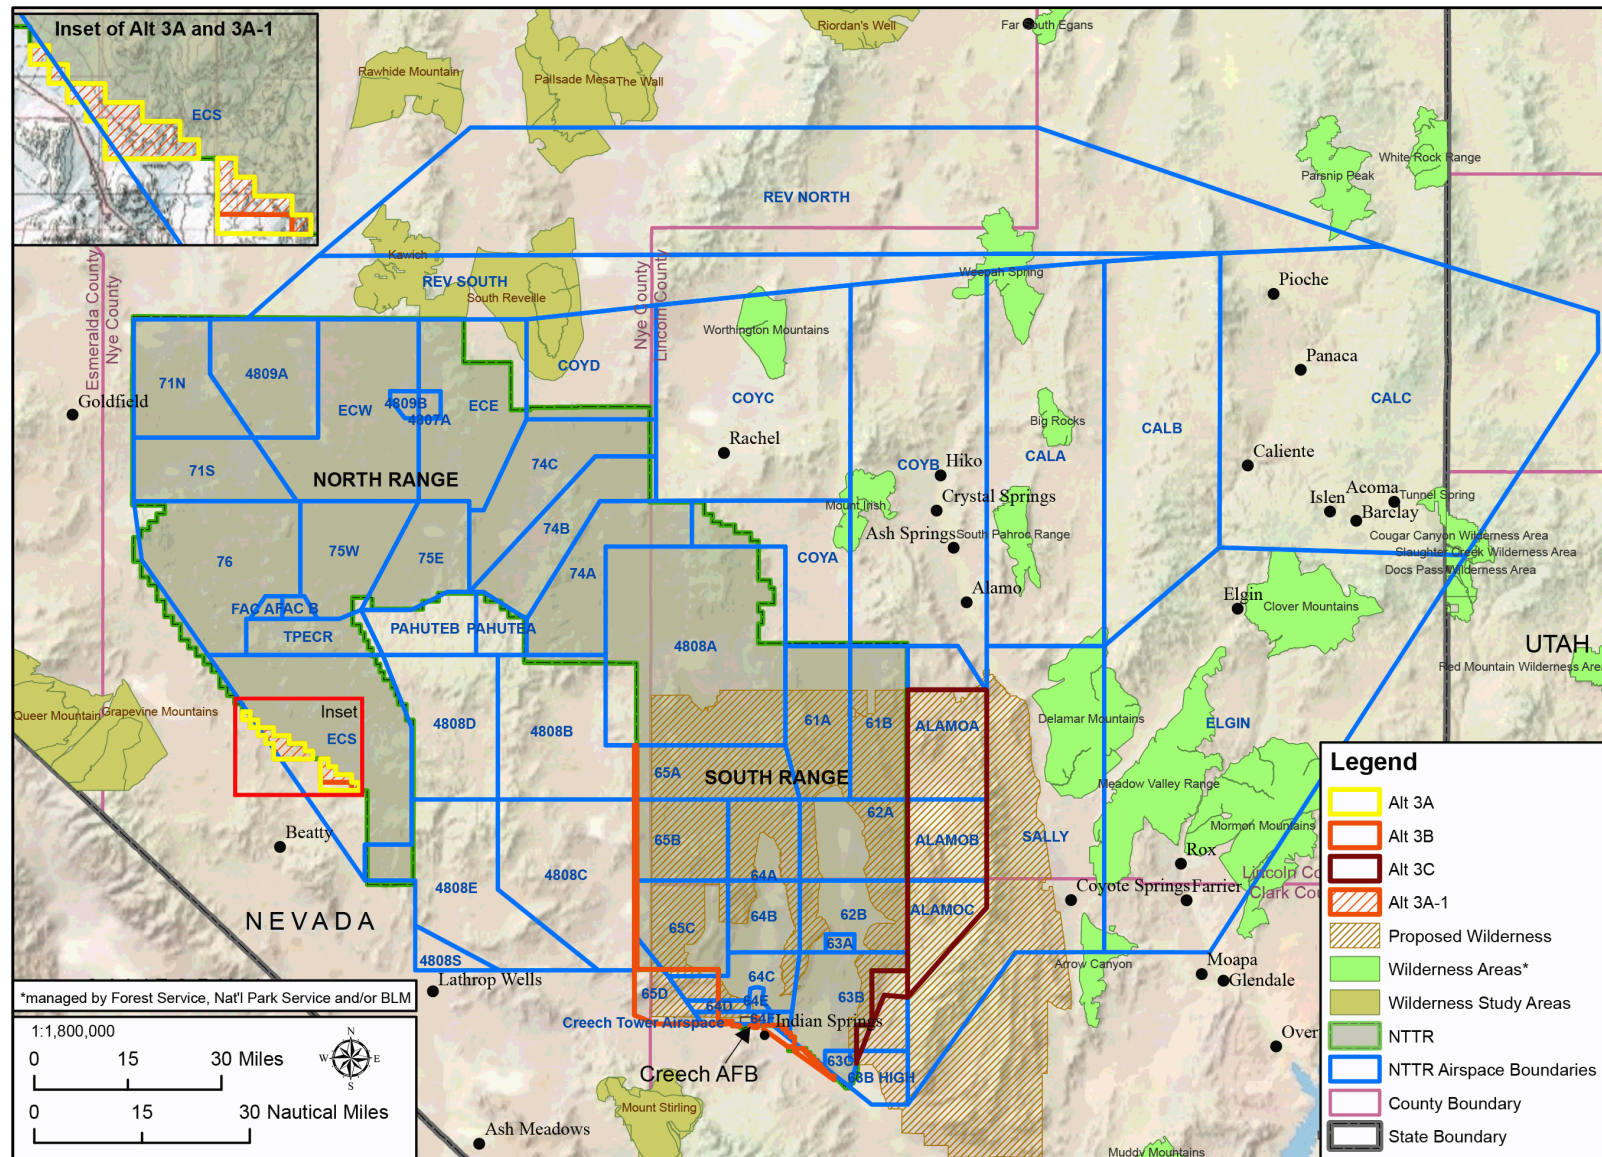 Inset of Alt 3A and 3A-1
ECS
Riordan's Well
Far South Egans
Rawhide Mountain
Palisade Mesa
The Wall
White Rock Range
Parsnip Peak
REV NORTH
Esmeralda County
Nye County
Kawich
REV SOUTH
South Reveille
Nye County
Lincoln County
Weepah Spring
Pioche
Worthington Mountains
Panaca
COYD
71N
4809A
ECW
4809B
4807A
ECE
COYC
CALC
Goldfield
Rachel
Big Rocks
CALB
CALA
Caliente
71S
NORTH RANGE
74C
COYB
Hiko
Mount Irish
Crystal Springs
Islen
Acoma
Tunnel Spring
Barclay
74B
Ash Springs
South Pahroc Range
Cougar Canyon Wilderness Area
Slaughter Creek Wilderness Area
Docs Pass Wilderness Area
76
75W
75E
74A
COYA
Alamo
Elgin
Clover Mountains
FAC A
FAC B
TPECR
PAHUTEB
PAHUTEA
4808A
UTAH
Red Mountain Wilderness Area
Queer Mountain
Grapevine Mountains
Inset
ECS
4808D
4808B
61A
61B
ALAMOA
Delamar Mountains
ELGIN
65A
SOUTH RANGE
Meadow Valley Range
62A
Mormon Mountains
Beatty
65B
ALAMOB
SALLY
Rox
64A
4808E
4808C
Lincoln Co
Clark Cou
Coyote Springs
Farrier
NEVADA
65C
64B
62B
ALAMOC
63A
4808S
Arrow Canyon
Moapa
Lathrop Wells
64C
Glendale
65D
64D
64E
63B
64F
Creech Tower Airspace
Indian Springs
Over
Creech AFB
63C
63B HIGH
Mount Stirling
Ash Meadows
Muddy Mountains
*managed by Forest Service, Nat'l Park Service and/or BLM
1:1,800,000
0 15 30 Miles
0 15 30 Nautical Miles
N
W E
S
Legend
Alt 3A
Alt 3B
Alt 3C
Alt 3A-1
Proposed Wilderness
Wilderness Areas*
Wilderness Study Areas
NTTR
NTTR Airspace Boundaries
County Boundary
State Boundary